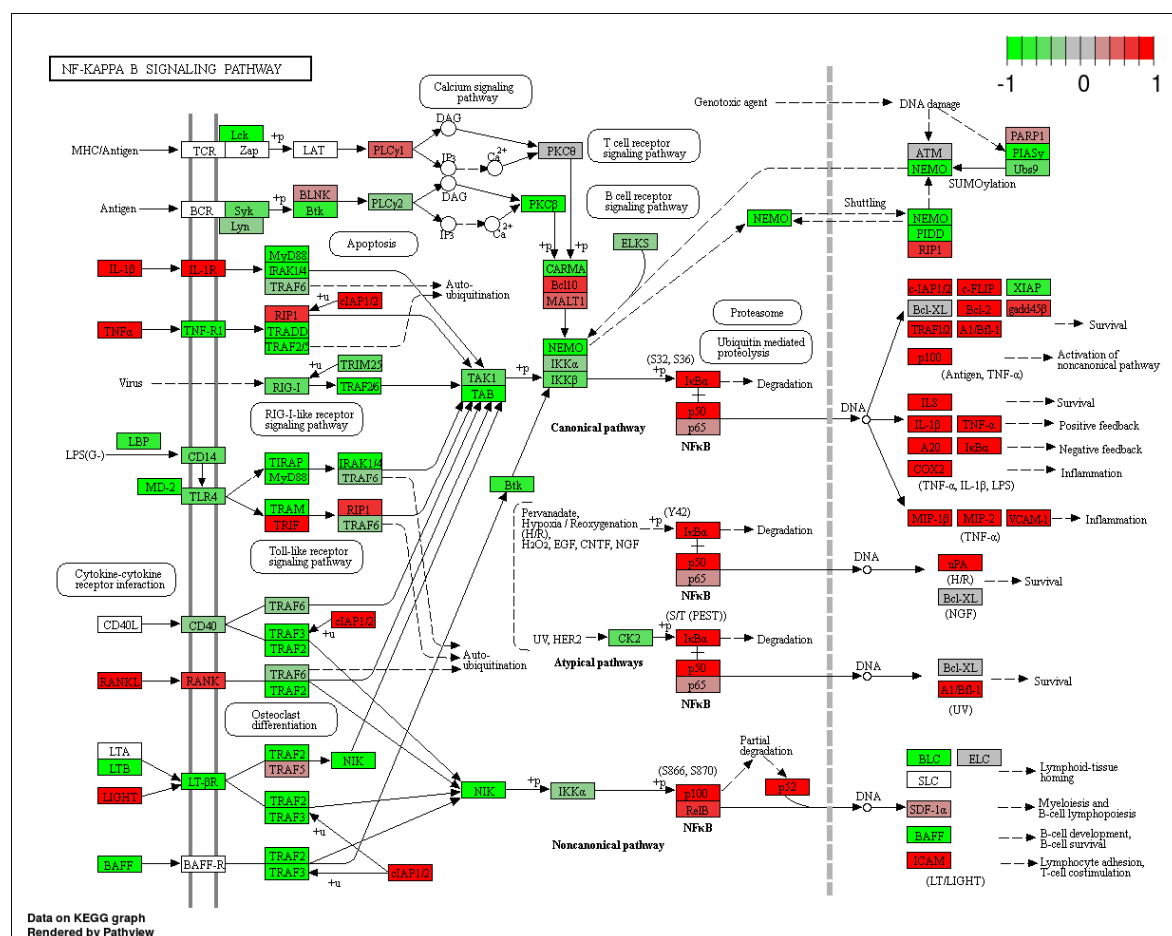 NF-KAPPA B SIGNALING PATHWAY
-1 0 1
Calcium signaling
pathway
Genotoxic agent
DNA damage
MHC/Antigen
TCR
Lck
Zap
+p
LAT
PLCγ1
DAG
IP3
Ca2+
PKCθ
T cell receptor
signaling pathway
ATM
NEMO
PARP1
PIASy
Ubs9
SUMOylation
Antigen
BCR
Syk
Lyn
+p
BLNK
Btk
PLCγ2
DAG
IP3
Ca2+
PKCβ
B cell receptor
signaling pathway
NEMO
Shuttling
NEMO
PIDD
RIP1
Apoptosis
+p
+p
ELKS
CARMA
Bcl10
MALT1
IL-1β
IL-1R
MyD88
IRAK1/4
TRAF6
Auto-
ubiquitination
TNFα
TNF-R1
RIP1
TRADD
TRAF2/5
+u
cIAP1/2
Proteasome
Ubiquitin mediated
proteolysis
c-IAP1/2
c-FLIP
XIAP
Bcl-XL
Bcl-2
gadd45β
TRAF1/2
A1/Bfl-1
Survival
Virus
RIG-I
+u
TRIM25
TRAF2/6
TAK1
TAB
+p
NEMO
IKKα
IKKβ
(S32, S36)
+p
IκBα
Degradation
p50
p65
NFκB
Canonical pathway
DNA
p100
(Antigen, TNF-α)
Activation of
noncanonical pathway
IL8
Survival
IL-1β
TNF-α
Positive feedback
A20
IκBα
Negative feedback
COX2
Inflammation
(TNF-α, IL-1β, LPS)
RIG-I-like receptor
signaling pathway
LBP
LPS(G-)
CD14
MD-2
TLR4
TIRAP
MyD88
IRAK1/4
TRAF6
TRAM
TRIF
RIP1
TRAF6
Toll-like receptor
signaling pathway
Btk
Pervanadate,
Hypoxia / Reoxygenation
(H/R)
H2O2, EGF, CNTF, NGF
(Y42)
+p
IκBα
Degradation
p50
p65
NFκB
MIP-1β
MIP-2
VCAM-1
Inflammation
(TNF-α)
DNA
uPA
(H/R)
Bcl-XL
(NGF)
Survival
Cytokine-cytokine
receptor interaction
CD40L
CD40
TRAF6
TRAF3
TRAF2
+u
cIAP1/2
Auto-
ubiquitination
UV, HER2
CK2
(S/T (PEST))
+p
IκBα
Degradation
Atypical pathways
p50
p65
NFκB
DNA
Bcl-XL
A1/Bfl-1
(UV)
Survival
RANKL
RANK
TRAF6
TRAF2
Osteoclast
differentiation
LTA
LTB
LIGHT
LT-βR
TRAF2
TRAF5
NIK
TRAF2
TRAF3
+u
NIK
+p
IKKα
(S866, S870)
+p
p100
RelB
NFκB
Partial
degradation
p52
DNA
Noncanonical pathway
BLC
ELC
SLC
Lymphoid-tissue
homing
SDF-1α
Myeloiesis and
B-cell lymphopoiesis
BAFF
B-cell development,
B-cell survival
ICAM
Lymphocyte adhesion,
T-cell costimulation
(LT/LIGHT)
BAFF
BAFF-R
TRAF2
TRAF3
+u
cIAP1/2
Data on KEGG graph
Rendered by Pathview